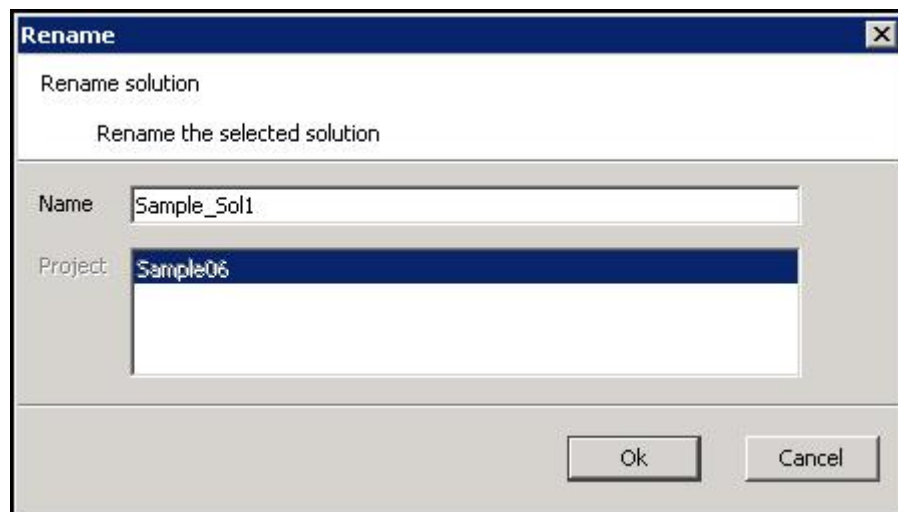 Rename
Rename solution
Rename the selected solution
Name Sample_Sol1
Project Sample06
Ok Cancel